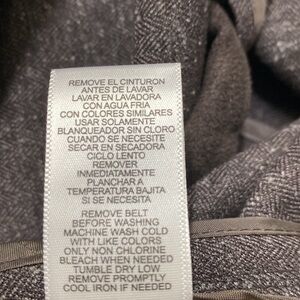 REMOVE EL CINTURON
ANTES DE LAVAR
LAVAR EN LAVADORA
CON AGUA FRIA
CON COLORES SIMILARES
USAR SOLAMENTE
BLANQUEADOR SIN CLORO
CUANDO SE NECESITE
SECAR EN SECADORA
CICLO LENTO
REMOVER
INMEDIATAMENTE
PLANCHAR A
TEMPERATURA BAJITA
SI SE NECESITA
REMOVE BELT
BEFORE WASHING
MACHINE WASH COLD
WITH LIKE COLORS
ONLY NON CHLORINE
BLEACH WHEN NEEDED
TUMBLE DRY LOW
REMOVE PROMPTLY
COOL IRON IF NEEDED